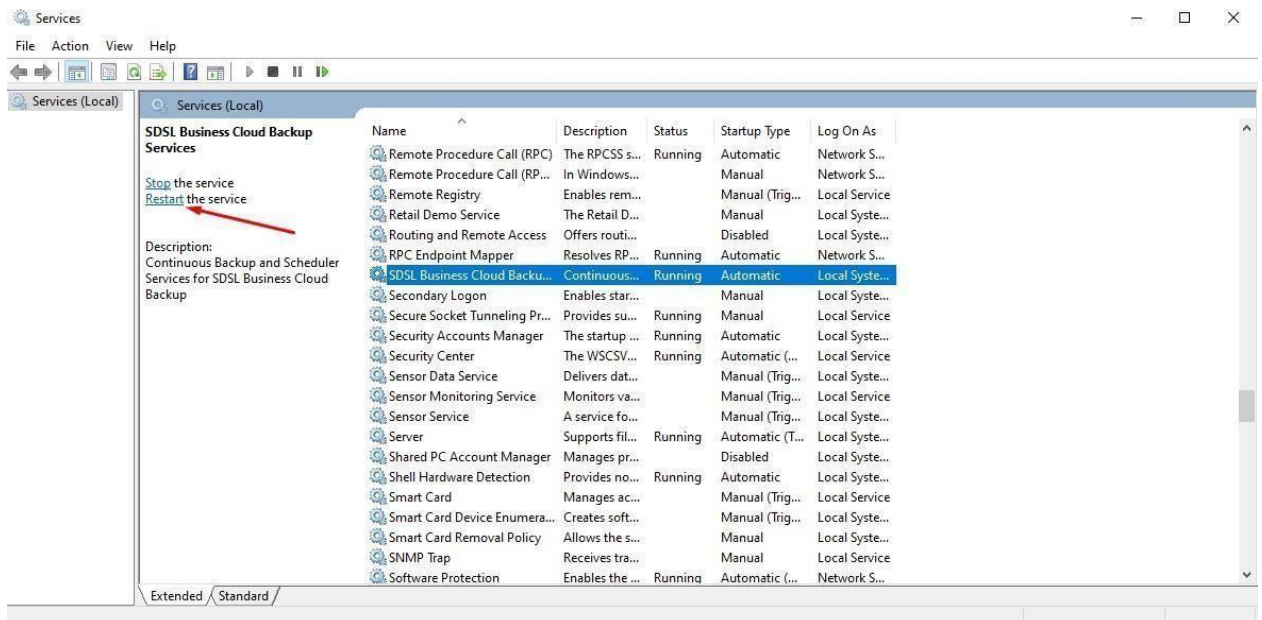 Services
File Action View Help
Services (Local)
Services (Local)
SDSL Business Cloud Backup
Services
Stop the service
Restart the service
Description:
Continuous Backup and Scheduler
Services for SDSL Business Cloud
Backup
Name Description Status Startup Type Log On As
Remote Procedure Call (RPC) The RPCSS s... Running Automatic Network S...
Remote Procedure Call (RP... In Windows... Manual Network S...
Remote Registry Enables rem... Manual (Trig... Local Service
Retail Demo Service The Retail D... Manual Local Syste...
Routing and Remote Access Offers routi... Disabled Local Syste...
RPC Endpoint Mapper Resolves RP... Running Automatic Network S...
SDSL Business Cloud Backu... Continuous... Running Automatic Local Syste...
Secondary Logon Enables star... Manual Local Syste...
Secure Socket Tunneling Pr... Provides su... Running Manual Local Service
Security Accounts Manager The startup ... Running Automatic Local Syste...
Security Center The WSCSV... Running Automatic (... Local Service
Sensor Data Service Delivers dat... Manual (Trig... Local Syste...
Sensor Monitoring Service Monitors va... Manual (Trig... Local Service
Sensor Service A service fo... Manual (Trig... Local Syste...
Server Supports fil... Running Automatic (T... Local Syste...
Shared PC Account Manager Manages pr... Disabled Local Syste...
Shell Hardware Detection Provides no... Running Automatic Local Syste...
Smart Card Manages ac... Manual (Trig... Local Service
Smart Card Device Enumera... Creates soft... Manual (Trig... Local Syste...
Smart Card Removal Policy Allows the s... Manual Local Syste...
SNMP Trap Receives tra... Manual Local Service
Software Protection Enables the ... Running Automatic (... Network S...
Extended Standard